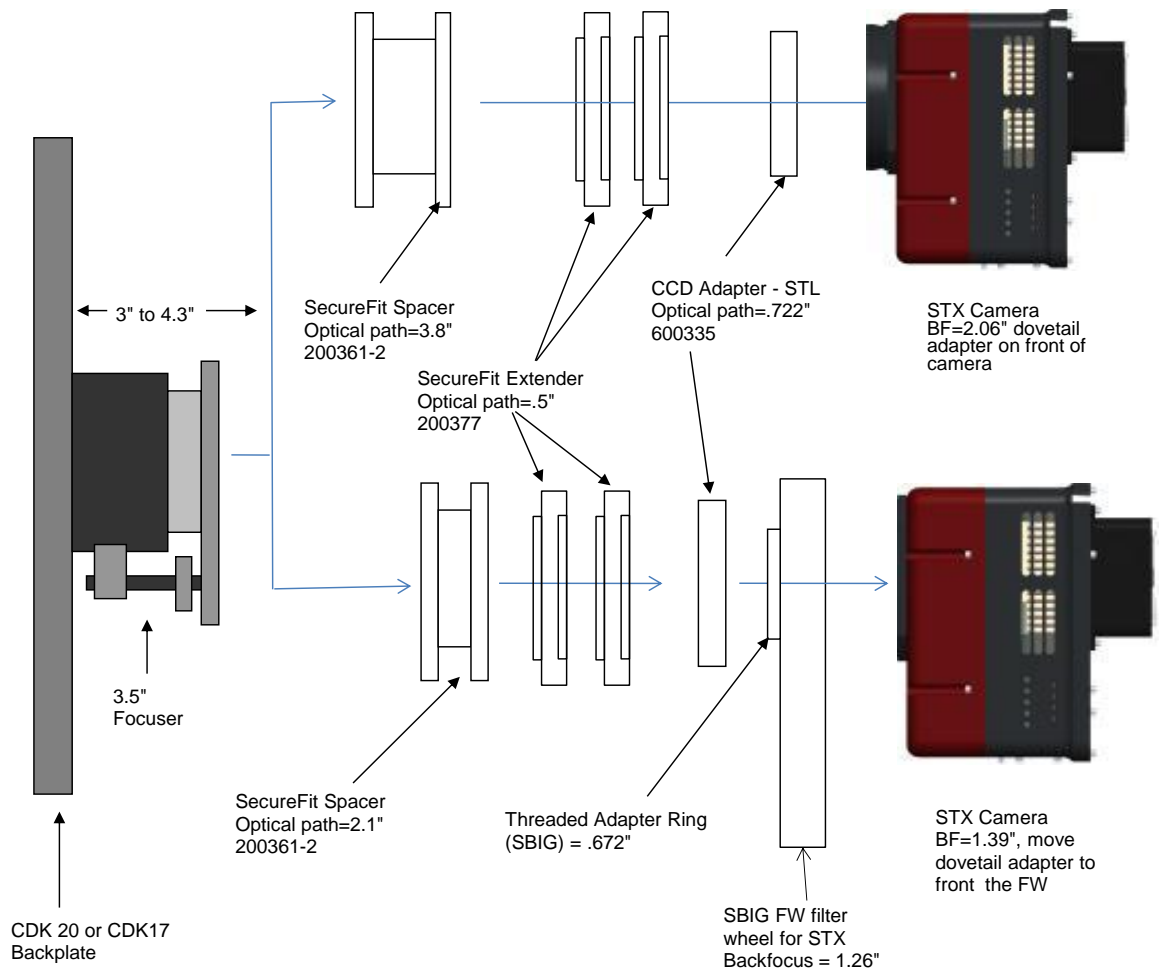 3" to 4.3"
SecureFit Spacer
Optical path=3.8"
200361-2
SecureFit Extender
Optical path=.5"
200377
CCD Adapter - STL
Optical path=.722"
600335
STX Camera
BF=2.06" dovetail
adapter on front of
camera
3.5"
Focuser
SecureFit Spacer
Optical path=2.1"
200361-2
Threaded Adapter Ring
(SBIG) = .672"
STX Camera
BF=1.39", move
dovetail adapter to
front the FW
CDK 20 or CDK17
Backplate
SBIG FW filter
wheel for STX
Backfocus = 1.26"